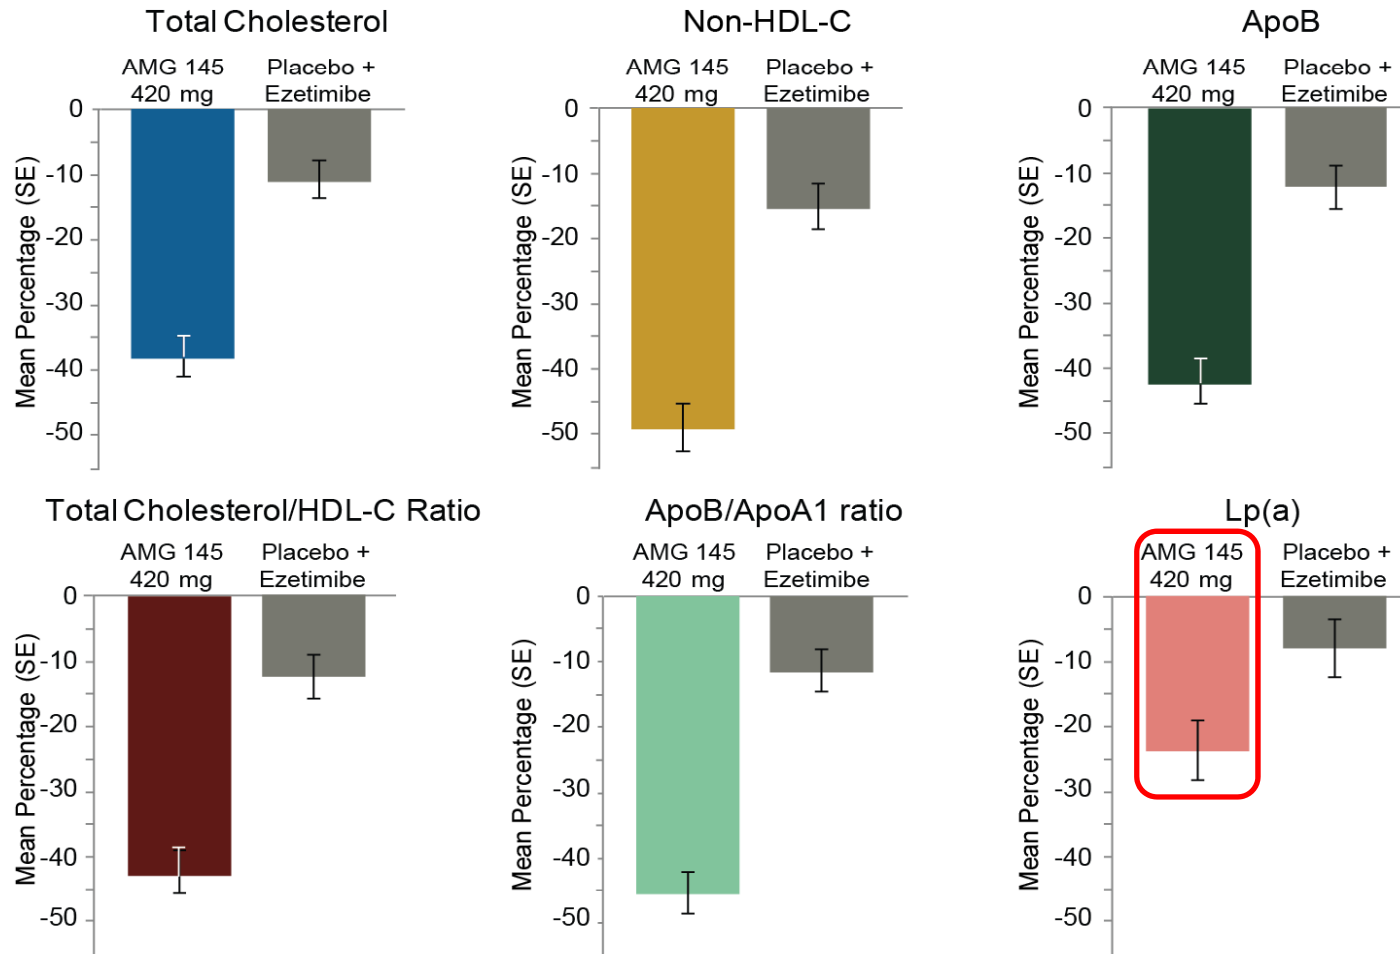 Total Cholesterol
AMG 145
420 mg
Placebo +
Ezetimibe
Mean Percentage (SE)
0
-10
-20
-30
-40
-50
Non-HDL-C
AMG 145
420 mg
Placebo +
Ezetimibe
Mean Percentage (SE)
0
-10
-20
-30
-40
-50
ApoB
AMG 145
420 mg
Placebo +
Ezetimibe
Mean Percentage (SE)
0
-10
-20
-30
-40
-50
Total Cholesterol/HDL-C Ratio
AMG 145
420 mg
Placebo +
Ezetimibe
Mean Percentage (SE)
0
-10
-20
-30
-40
-50
ApoB/ApoA1 ratio
AMG 145
420 mg
Placebo +
Ezetimibe
Mean Percentage (SE)
0
-10
-20
-30
-40
-50
Lp(a)
AMG 145
420 mg
Placebo +
Ezetimibe
Mean Percentage (SE)
0
-10
-20
-30
-40
-50